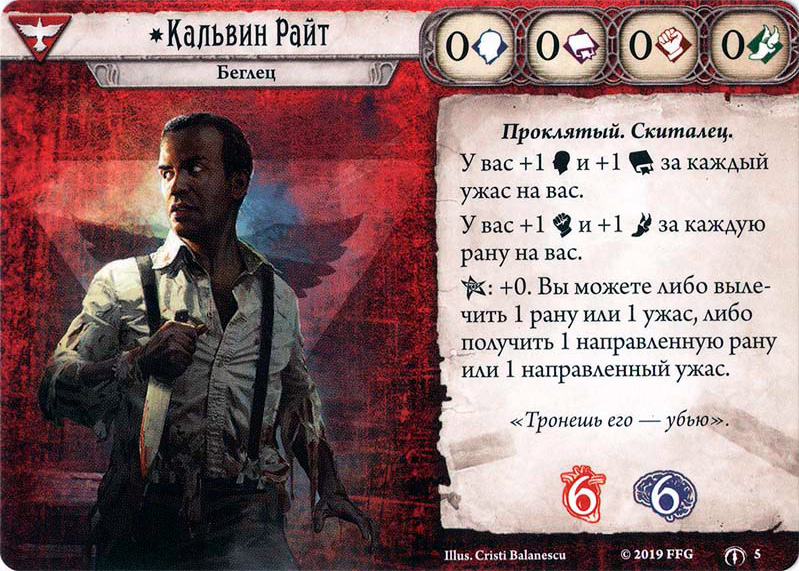 Кальвин Райт
Беглец
0 0 0 0
Проклятый. Скиталец.
У вас +1 и +1 за каждый
ужас на вас.
У вас +1 и +1 за каждую
рану на вас.
: +0. Вы можете либо выле-
чить 1 рану или 1 ужас, либо
получить 1 направленную рану
или 1 направленный ужас.
«Тронешь его — убью».
6 6
Illus. Cristi Balanescu © 2019 FFG 5